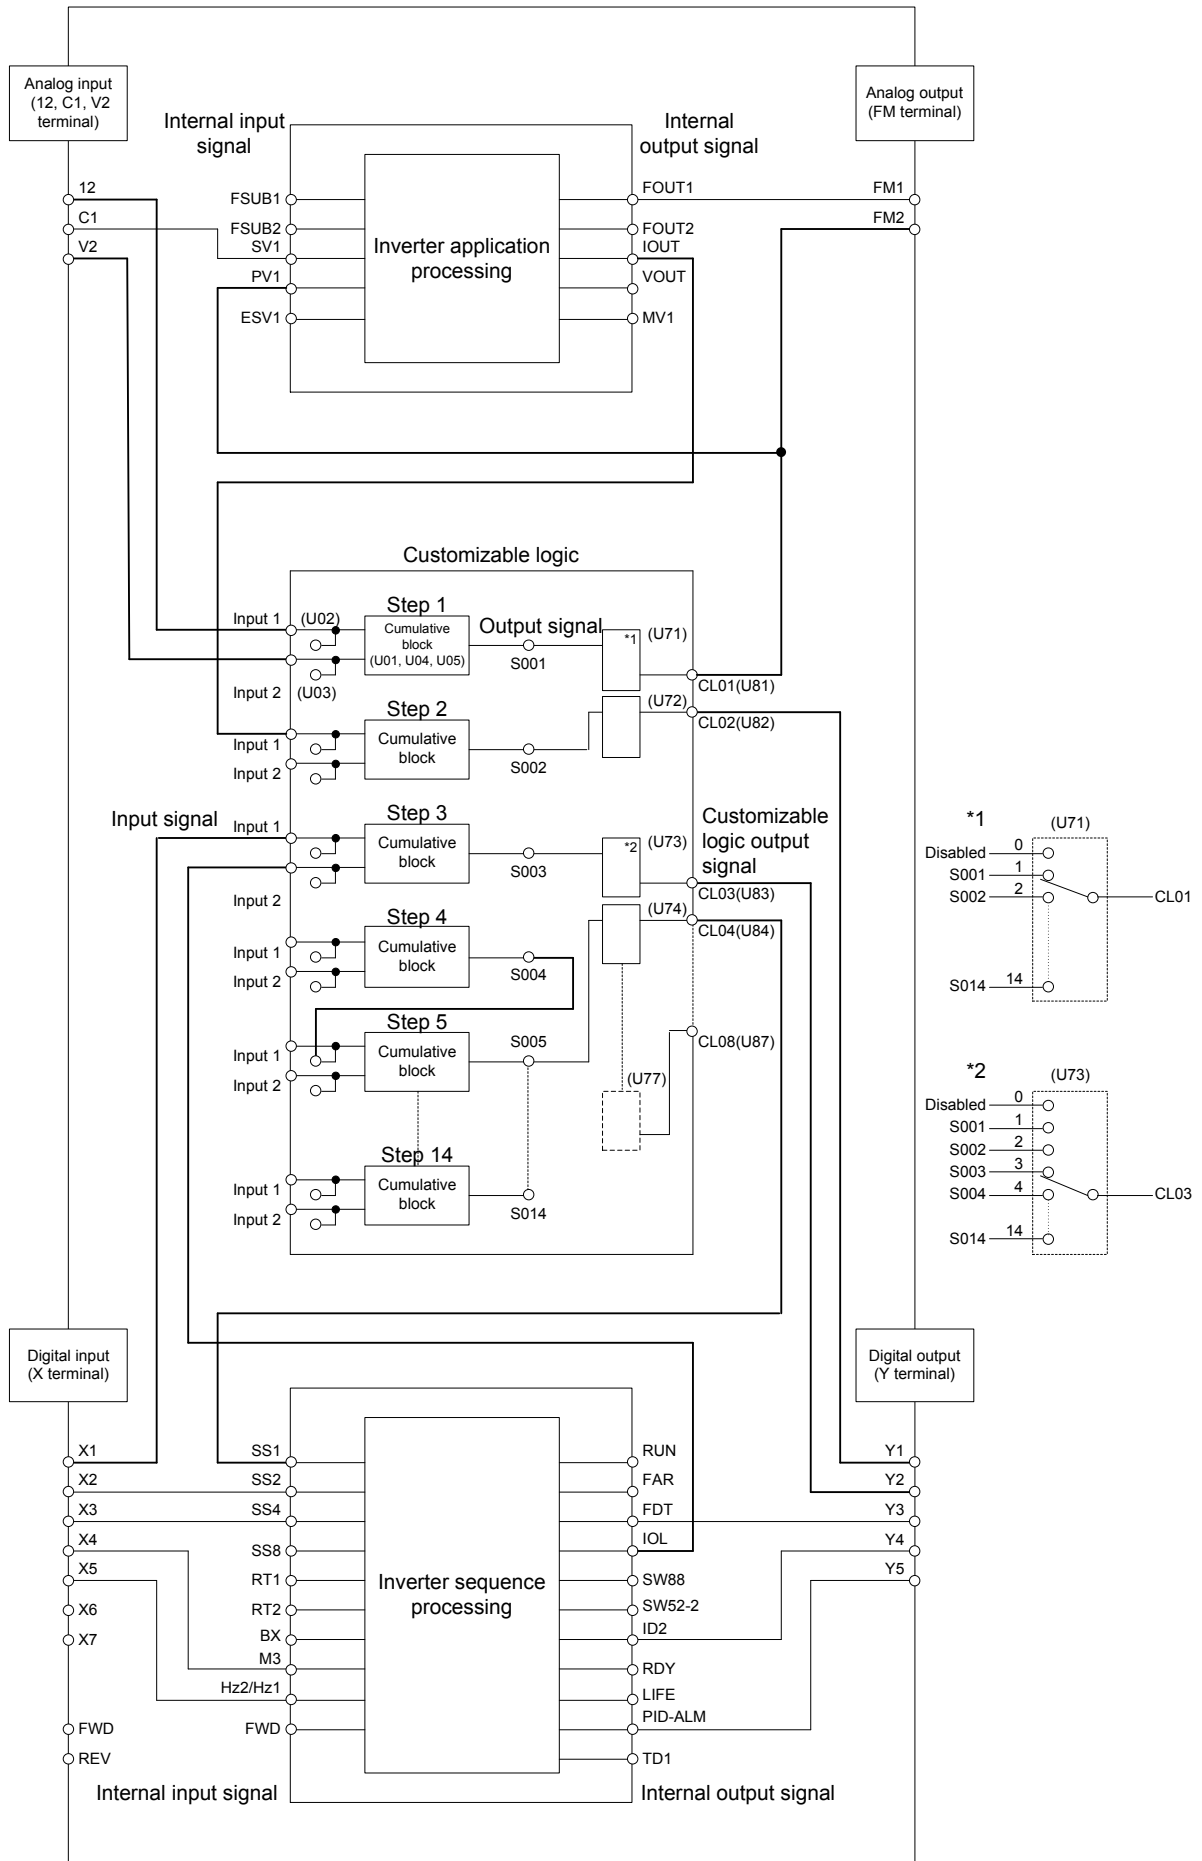 Analog input
(12, C1, V2
terminal)
Analog output
(FM terminal)
Internal input
signal
Internal
output signal
12
C1
V2
FSUB1
FSUB2
SV1
PV1
ESV1
Inverter application
processing
FOUT1
FOUT2
IOUT
VOUT
MV1
FM1
FM2
Customizable logic
Input 1
(U02)
Step 1
Cumulative
block
(U01, U04, U05)
Output signal
S001
*1
(U71)
CL01(U81)
Input 2
(U03)
Step 2
Input 1
Input 2
Cumulative
block
S002
(U72)
CL02(U82)
Input signal
Input 1
Step 3
Cumulative
block
S003
*2
(U73)
Customizable
logic output
signal
CL03(U83)
Input 2
Step 4
Input 1
Input 2
Cumulative
block
S004
(U74)
CL04(U84)
Step 5
Input 1
Input 2
Cumulative
block
S005
CL08(U87)
(U77)
Step 14
Input 1
Input 2
Cumulative
block
S014
*1
(U71)
Disabled
0
S001
1
S002
2
CL01
S014
14
*2
(U73)
Disabled
0
S001
1
S002
2
S003
3
S004
4
CL03
S014
14
Digital input
(X terminal)
Digital output
(Y terminal)
X1
X2
X3
X4
X5
X6
X7
FWD
REV
SS1
SS2
SS4
SS8
RT1
RT2
BX
M3
Hz2/Hz1
FWD
Inverter sequence
processing
RUN
FAR
FDT
IOL
SW88
SW52-2
ID2
RDY
LIFE
PID-ALM
TD1
Y1
Y2
Y3
Y4
Y5
Internal input signal
Internal output signal